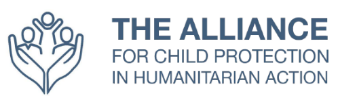 THE ALLIANCE
FOR CHILD PROTECTION
IN HUMANITARIAN ACTION